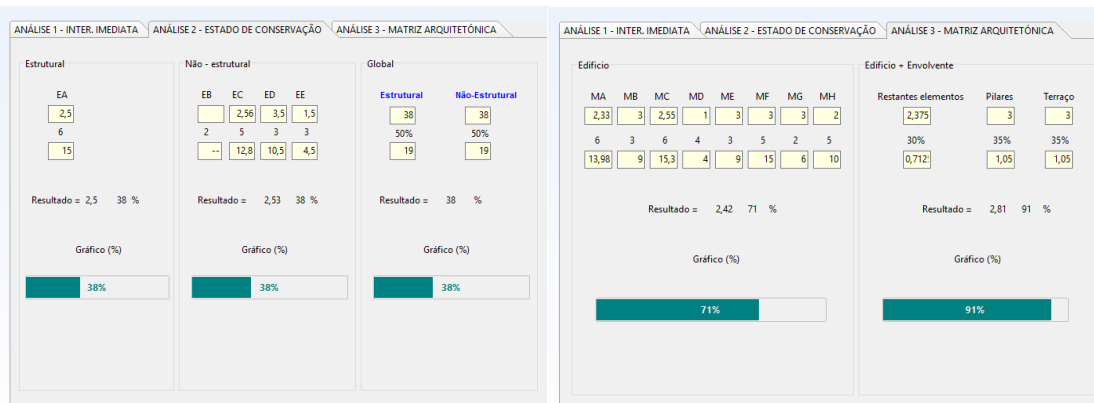 ANÁLISE 1 - INTER. IMEDIATA ANÁLISE 2 - ESTADO DE CONSERVAÇÃO ANÁLISE 3 - MATRIZ ARQUITETÓNICA
Estrutural
EA
2,5
6
15
Resultado = 2,5 38 %
Gráfico (%)
38%
Não - estrutural
EB EC ED EE
2,56 3,5 1,5
2 5 3 3
-- 12,8 10,5 4,5
Resultado = 2,53 38 %
Gráfico (%)
38%
Global
Estrutural Não-Estrutural
38 38
50% 50%
19 19
Resultado = 38 %
Gráfico (%)
38%
ANÁLISE 1 - INTER. IMEDIATA ANÁLISE 2 - ESTADO DE CONSERVAÇÃO ANÁLISE 3 - MATRIZ ARQUITETÓNICA
Edificio
MA MB MC MD ME MF MG MH
2,33 3 2,55 1 3 3 3 2
6 3 6 4 3 5 2 5
13,98 9 15,3 4 9 15 6 10
Resultado = 2,42 71 %
Gráfico (%)
71%
Edificio + Envolvente
Restantes elementos Pilares Terraço
2,375 3 3
30% 35% 35%
0,712 1,05 1,05
Resultado = 2,81 91 %
Gráfico (%)
91%